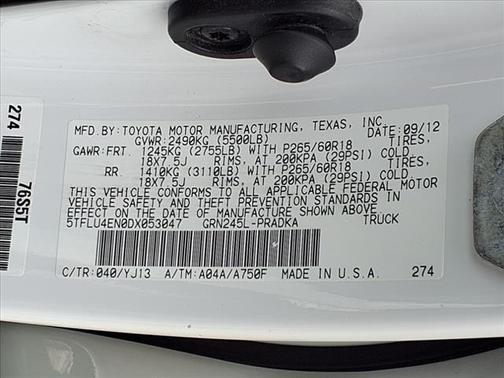 274
76S5T
MFD.BY: TOYOTA MOTOR MANUFACTURING, TEXAS, INC.
GVWR: 2490KG (5500LB) DATE: 09/12
GAWR: FRT. 1245KG (2755LB) WITH P265/60R18 TIRES,
18X7.5J RIMS, AT 200KPA (29PSI) COLD
RR 1410KG (3110LB) WITH P265/60R18 TIRES,
18X7.5J RIMS, AT 200KPA (29PSI) COLD
THIS VEHICLE CONFORMS TO ALL APPLICABLE FEDERAL MOTOR
VEHICLE SAFETY AND THEFT PREVENTION STANDARDS IN
EFFECT ON THE DATE OF MANUFACTURE SHOWN ABOVE.
5TFLU4EN0DX053047 GRN245L-PRADKA TRUCK
C/TR: 040/YJ13 A/TM: A04A/A750F MADE IN U.S.A. 274